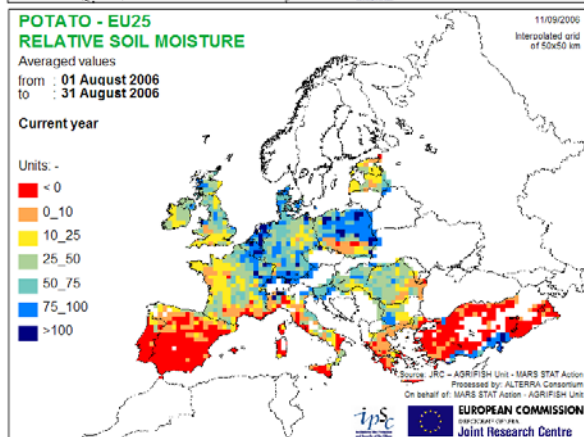 POTATO - EU25
11/09/2006
RELATIVE SOIL MOISTURE
Interpolated grid
of 50x50 km
Averaged values
from : 01 August 2006
to : 31 August 2006
Current year
Units: -
< 0
0_10
10_25
25_50
50_75
75_100
>100
Source: JRC – AGRIFISH Unit - MARS STAT Action
Processed by: ALTERRA Consortium
On behalf of: MARS STAT Action - AGRIFISH Unit
ipsc
EUROPEAN COMMISSION
Joint Research Centre